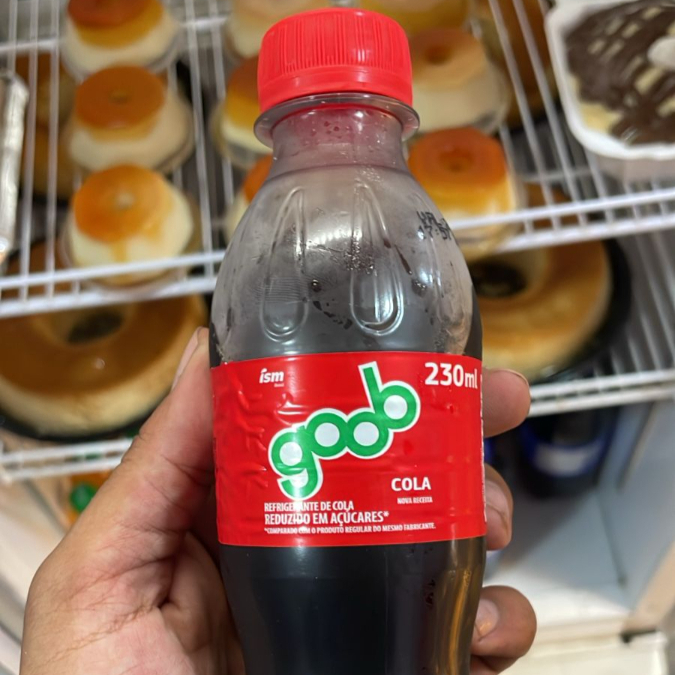 ism
230ml
goob
COLA
NOVA RECEITA
REFRIGERANTE DE COLA
REDUZIDO EM AÇÚCARES*
*COMPARADO COM O PRODUTO REGULAR DO MESMO FABRICANTE.